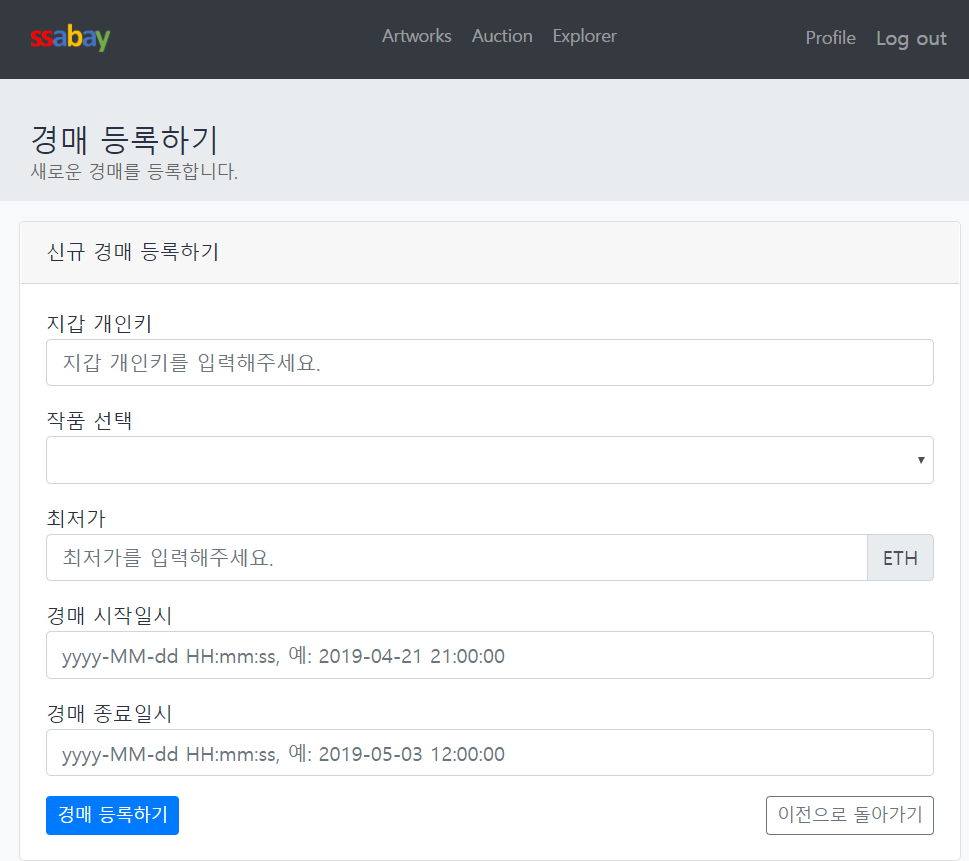 ssabay
Artworks Auction Explorer
Profile Log out
경매 등록하기
새로운 경매를 등록합니다.
신규 경매 등록하기
지갑 개인키
지갑 개인키를 입력해주세요.
작품 선택
최저가
최저가를 입력해주세요.
ETH
경매 시작일시
yyyy-MM-dd HH:mm:ss, 예: 2019-04-21 21:00:00
경매 종료일시
yyyy-MM-dd HH:mm:ss, 예: 2019-05-03 12:00:00
경매 등록하기
이전으로 돌아가기